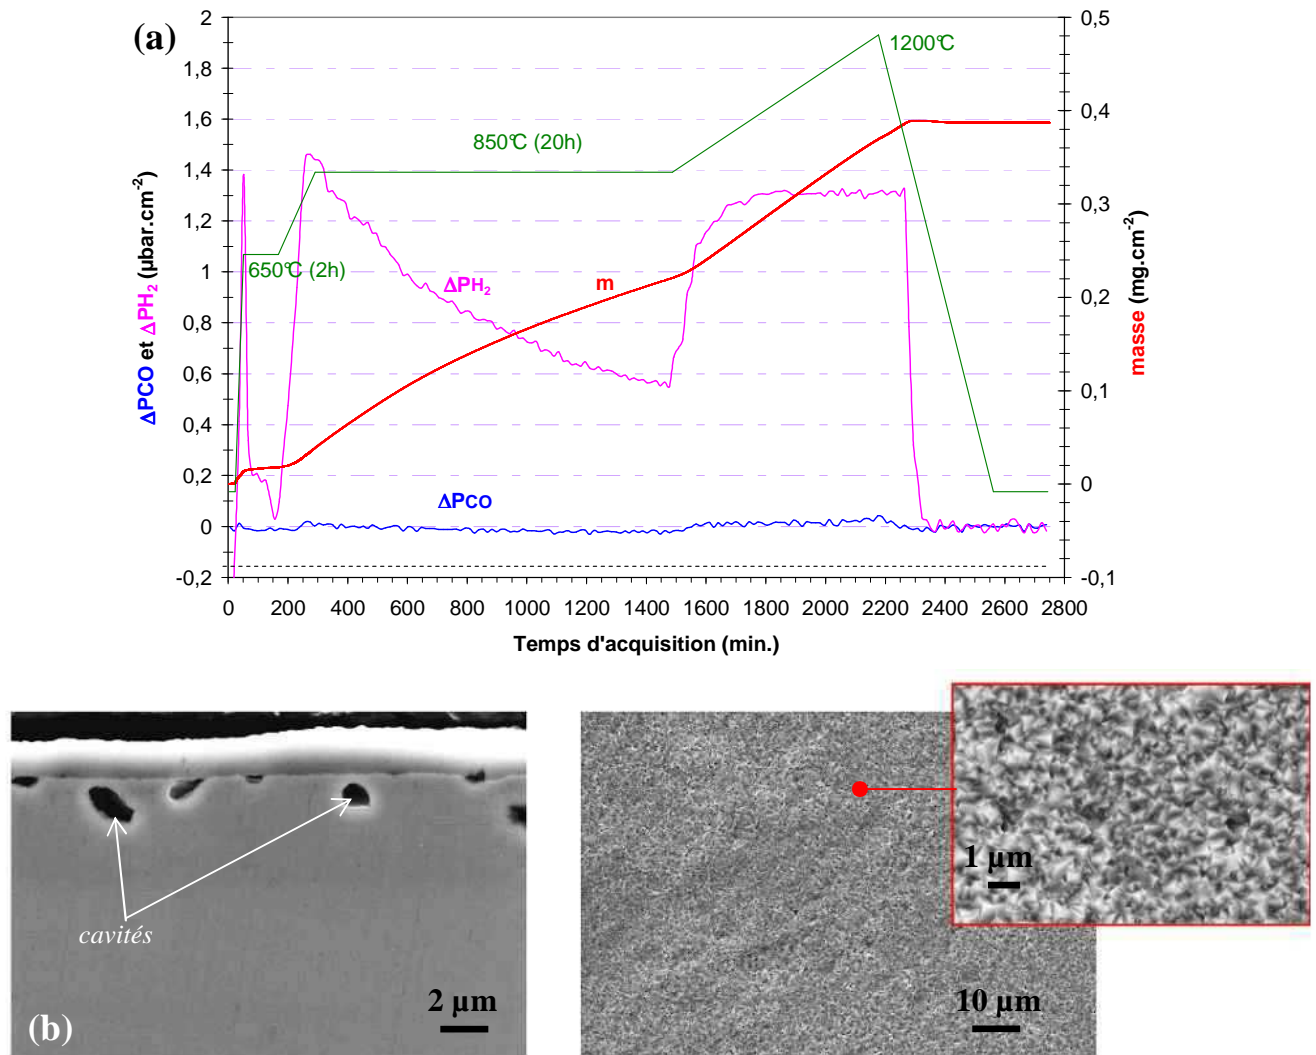 (a)
2
1,8
1,6
1,4
1,2
1
0,8
0,6
0,4
0,2
0
-0,2
ΔPCO et ΔPH₂ (µbar.cm⁻²)
0,5
0,4
0,3
0,2
0,1
0
-0,1
masse (mg.cm⁻²)
1200°C
850°C (20h)
650°C (2h)
ΔPH₂
m
ΔPCO
0 200 400 600 800 1000 1200 1400 1600 1800 2000 2200 2400 2600 2800
Temps d'acquisition (min.)
cavités
2 µm
(b)
10 µm
1 µm